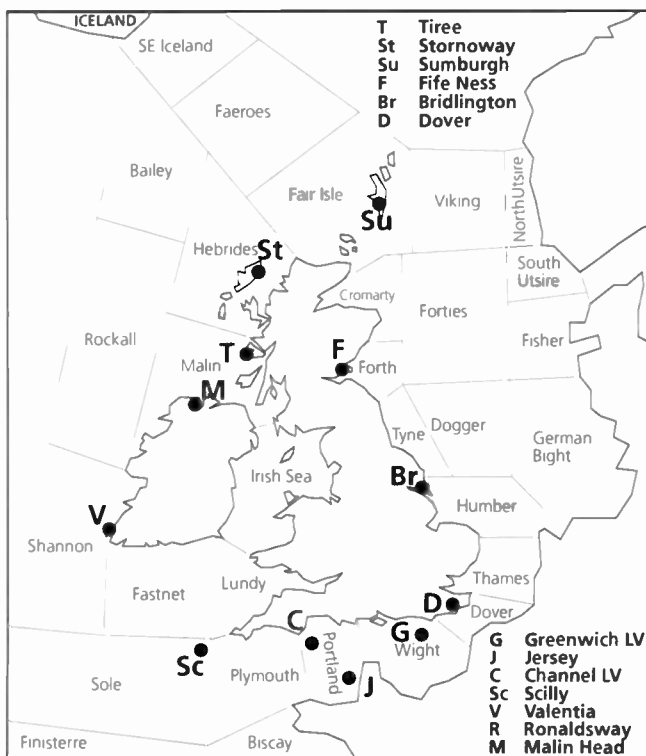 ICELAND
SE Iceland
T Tiree
St Stornoway
Su Sumburgh
F Fife Ness
Br Bridlington
D Dover
Faeroes
Bailey
Fair Isle
Su
Viking
North Utsire
Hebrides
St
South
Utsire
Cromarty
Forties
Rockall
Fisher
Malin
T
F
Forth
M
Tyne
Dogger
German
Bight
Irish Sea
Br
Humber
V
Shannon
Fastnet
Lundy
Thames
D
Dover
C
G
Wight
Sc
Sole
Plymouth
Portland
J
G Greenwich LV
J Jersey
C Channel LV
Sc Scilly
V Valentia
R Ronaldsway
M Malin Head
Finisterre
Biscay